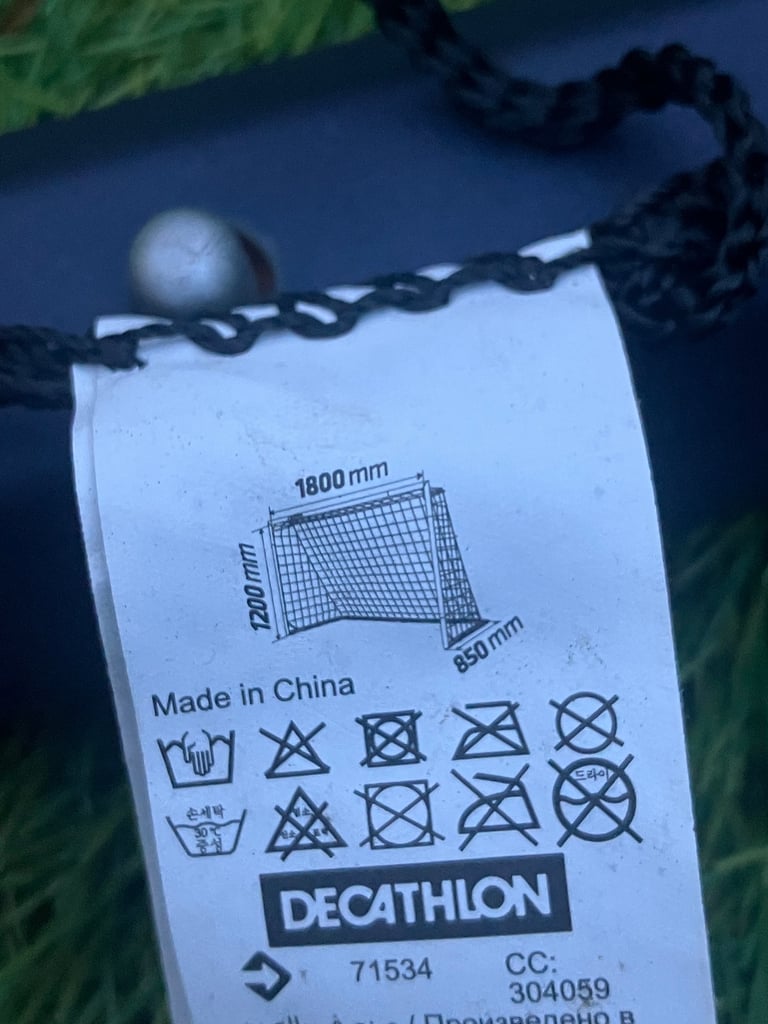 1800 mm
1200 mm
850 mm
Made in China
손세탁
30℃
중성
드라이
DECATHLON
71534
CC:
304059
/ Произведено в